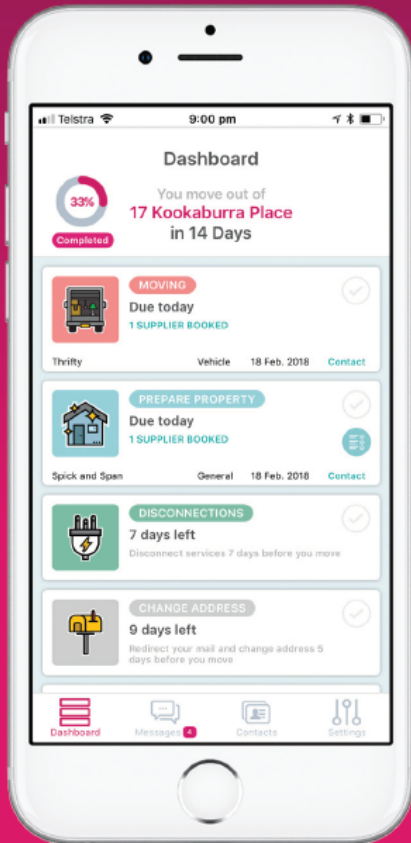 Telstra 9:00 pm
Dashboard
33%
Completed
You move out of
17 Kookaburra Place
in 14 Days
MOVING
Due today
1 SUPPLIER BOOKED
Thrifty Vehicle 18 Feb. 2018 Contact
PREPARE PROPERTY
Due today
1 SUPPLIER BOOKED
Spick and Span General 18 Feb. 2018 Contact
DISCONNECTIONS
7 days left
Disconnect services 7 days before you move
CHANGE ADDRESS
9 days left
Redirect your mail and change address 5
days before you move
Dashboard Messages 4 Contacts Settings